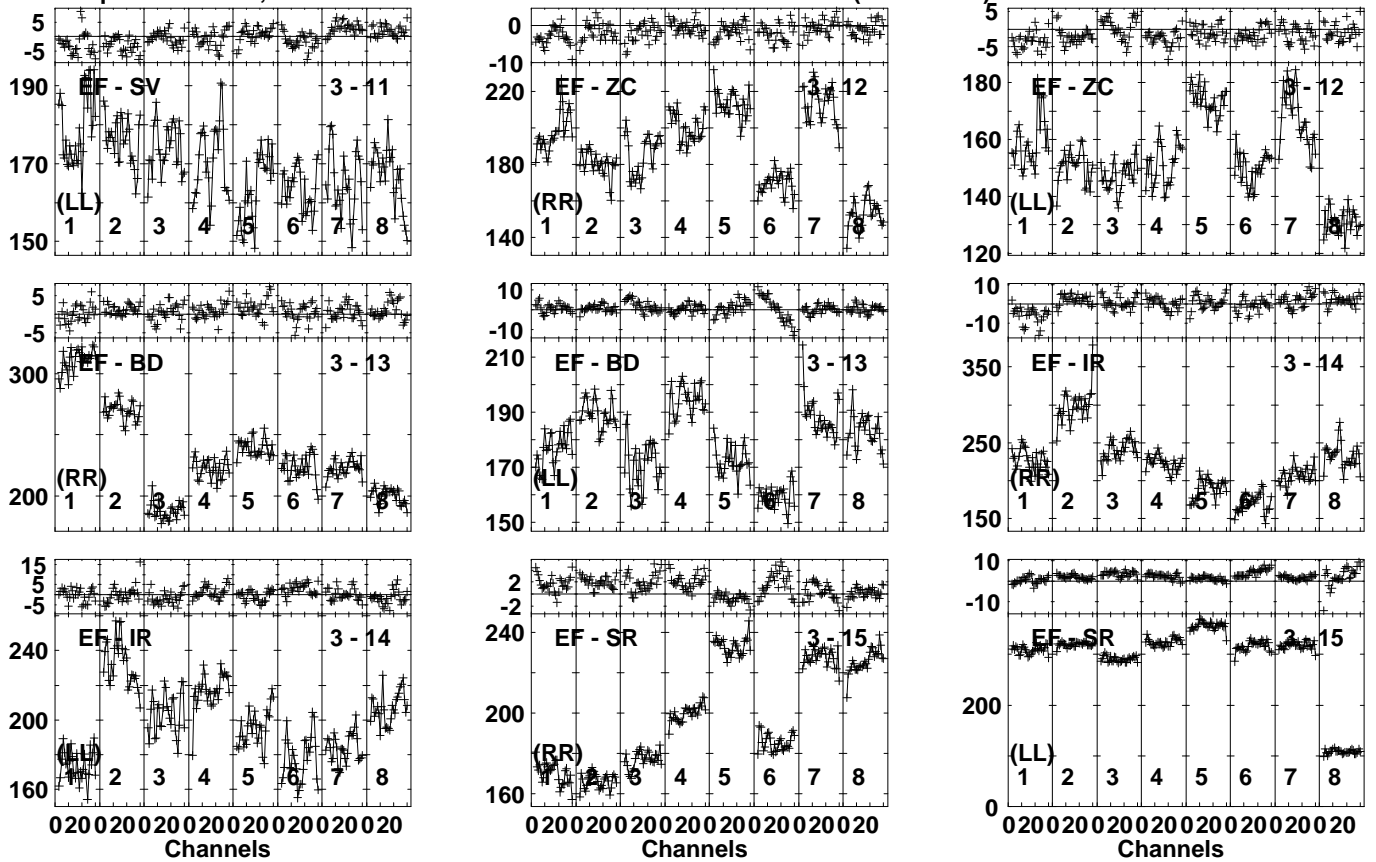 5 0 5
-5 -10 -5
190 EF - SV 3 - 11 220 EF - ZC 3 - 12 180 EF - ZC 3 - 12
170 180 160
(LL) (RR) (LL) 140
150 1 2 3 4 5 6 7 8 140 1 2 3 4 5 6 7 8 120 1 2 3 4 5 6 7 8
5 10 10
-5 -10 -10
300 EF - BD 3 - 13 210 EF - BD 3 - 13 350 EF - IR 3 - 14
190 250
(RR) 170 (LL) (RR)
200 1 2 3 4 5 6 7 8 150 1 2 3 4 5 6 7 8 150 1 2 3 4 5 6 7 8
15 5 -5 2 -2 10 -10
240 EF - IR 3 - 14 240 EF - SR 3 - 15 EF - SR 3 - 15
200 200 200
(LL) (RR) (LL)
160 1 2 3 4 5 6 7 8 160 1 2 3 4 5 6 7 8 0 1 2 3 4 5 6 7 8
0 20 0 20 0 20 0 20 0 20 0 20 0 20 0 20 0 20 0 20 0 20 0 20 0 20 0 20 0 20 0 20 0 20 0 20 0 20 0 20 0 20 0 20 0 20 0 20
Channels Channels Channels